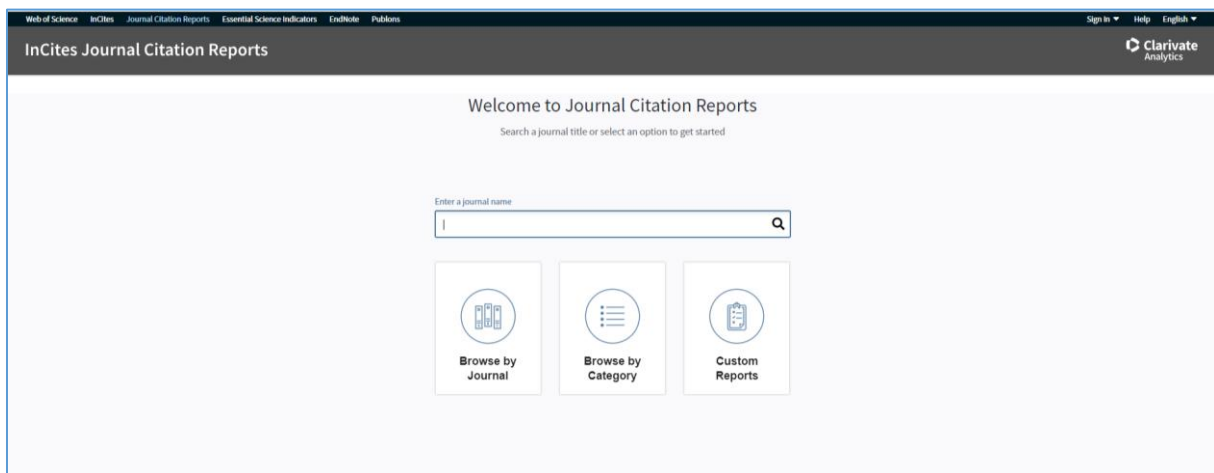 Web of Science InCites Journal Citation Reports Essential Science Indicators EndNote Publons Sign In Help English
InCites Journal Citation Reports
Clarivate
Analytics
Welcome to Journal Citation Reports
Search a journal title or select an option to get started
Enter a journal name
Browse by
Journal
Browse by
Category
Custom
Reports